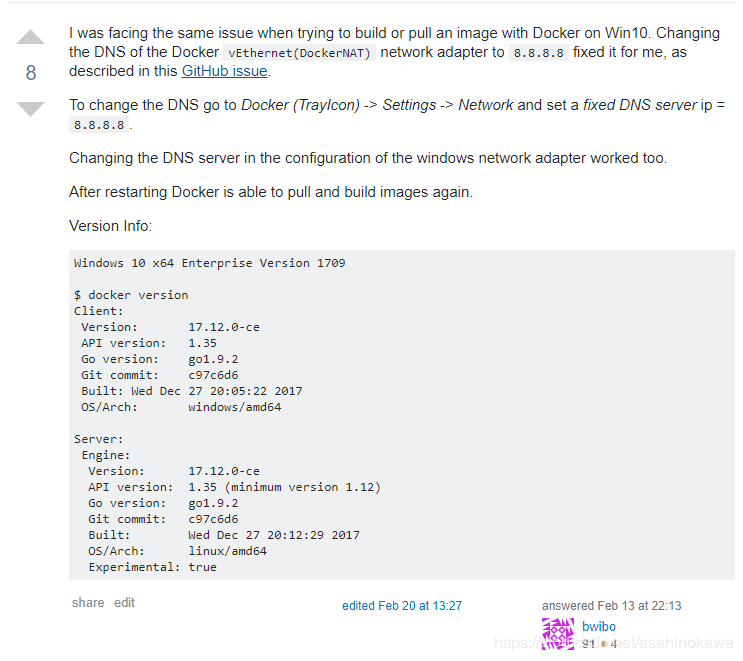 I was facing the same issue when trying to build or pull an image with Docker on Win10. Changing
the DNS of the Docker vEthernet(DockerNAT) network adapter to 8.8.8.8 fixed it for me, as
8
described in this GitHub issue.
To change the DNS go to Docker (TrayIcon) -> Settings -> Network and set a fixed DNS server ip =
8.8.8.8.
Changing the DNS server in the configuration of the windows network adapter worked too.
After restarting Docker is able to pull and build images again.
Version Info:
Windows 10 x64 Enterprise Version 1709
$ docker version
Client:
Version: 17.12.0-ce
API version: 1.35
Go version: go1.9.2
Git commit: c97c6d6
Built: Wed Dec 27 20:05:22 2017
OS/Arch: windows/amd64
Server:
Engine:
Version: 17.12.0-ce
API version: 1.35 (minimum version 1.12)
Go version: go1.9.2
Git commit: c97c6d6
Built: Wed Dec 27 20:12:29 2017
OS/Arch: linux/amd64
Experimental: true
share edit
edited Feb 20 at 13:27
answered Feb 13 at 22:13
bwibo
91 4